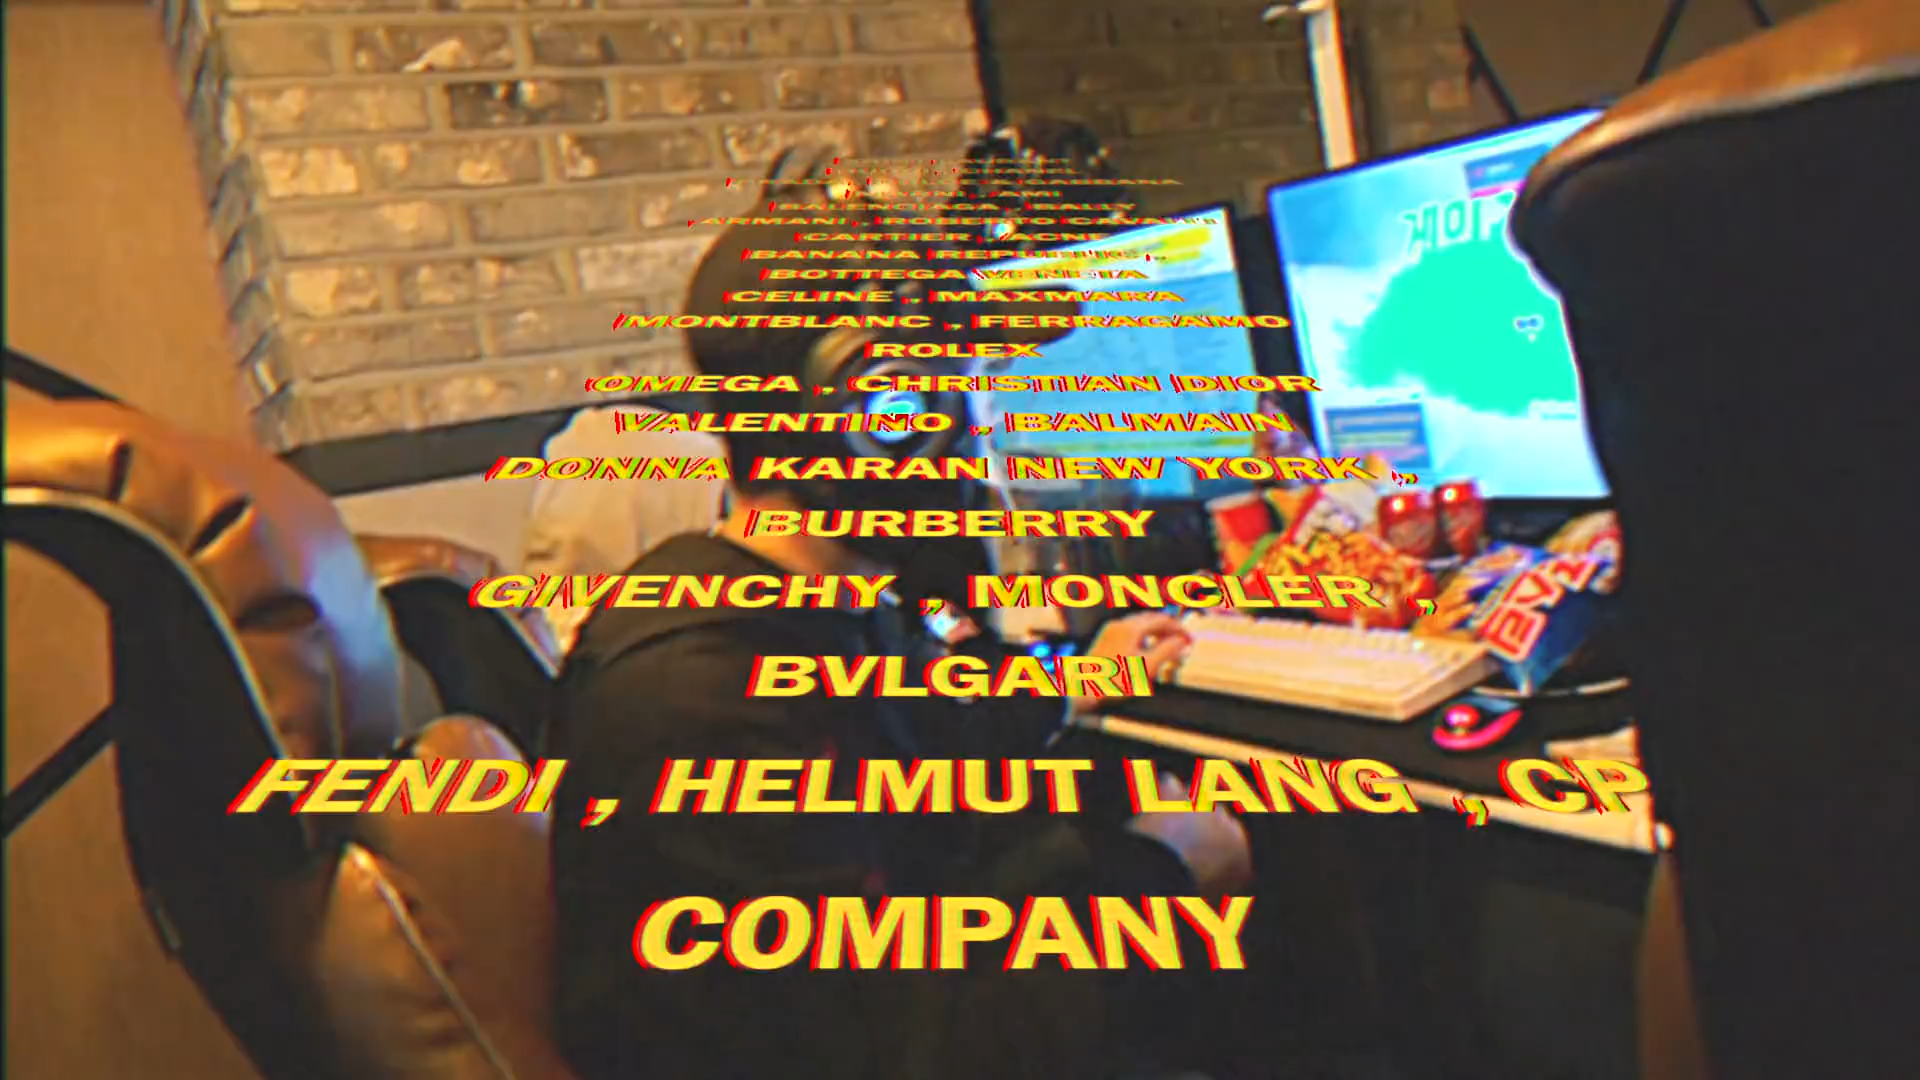 CHANEL
BALENCIAGA , BALLY
ARMANI , ROBERTO CAVALLI
CARTIER , ACNE
BANANA REPUBLIC ,
BOTTEGA VENETA
CELINE , MAXMARA
MONTBLANC , FERRAGAMO
ROLEX
OMEGA , CHRISTIAN DIOR
VALENTINO , BALMAIN
DONNA KARAN NEW YORK ,
BURBERRY
GIVENCHY , MONCLER ,
BVLGARI
FENDI , HELMUT LANG , CP
COMPANY